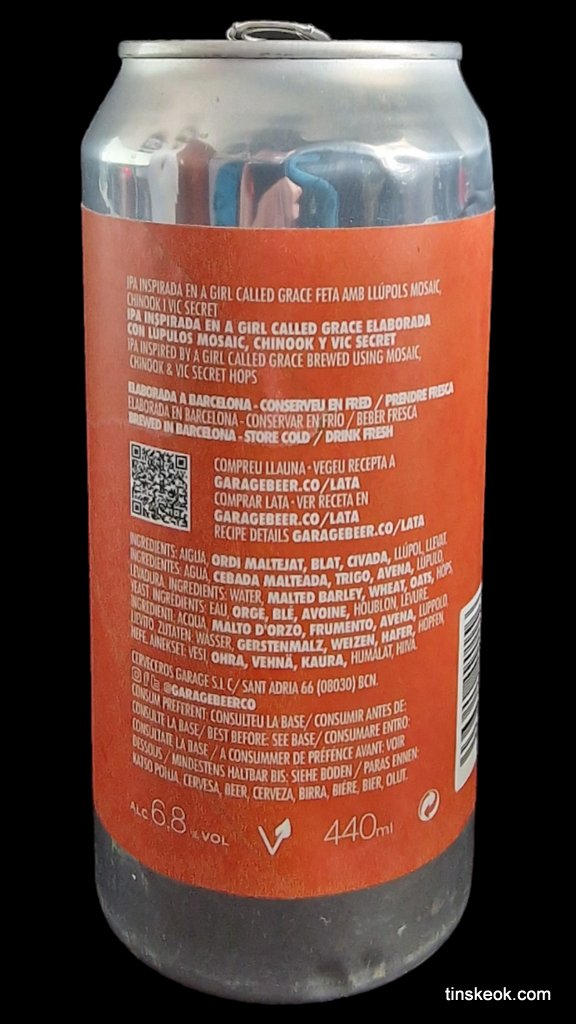 IPA INSPIRADA EN A GIRL CALLED GRACE FETA AMB LLÚPOLS MOSAIC,
CHINOOK I VIC SECRET
IPA INSPIRADA EN A GIRL CALLED GRACE ELABORADA
CON LÚPULOS MOSAIC, CHINOOK Y VIC SECRET
IPA INSPIRED BY A GIRL CALLED GRACE BREWED USING MOSAIC,
CHINOOK & VIC SECRET HOPS
ELABORADA A BARCELONA - CONSERVEU EN FRED / PRENDRE FRESCA
ELABORADA EN BARCELONA - CONSERVAR EN FRIO / BEBER FRESCA
BREWED IN BARCELONA - STORE COLD / DRINK FRESH
COMPREU LLAUNA - VEGEU RECEPTA A
GARAGEBEER.CO/LATA
COMPRAR LATA - VER RECETA EN
GARAGEBEER.CO/LATA
RECIPE DETAILS GARAGEBEER.CO/LATA
INGREDIENTS: AIGUA, ORDI MALTEJAT, BLAT, CIVADA, LLÚPOL, LLEVAT.
INGREDIENTES: AGUA, CEBADA MALTEADA, TRIGO, AVENA, LÚPULO,
LEVADURA. INGREDIENTS: WATER, MALTED BARLEY, WHEAT, OATS, HOPS,
YEAST. INGRÉDIENTS: EAU, ORGE, BLÉ, AVOINE, HOUBLON, LEVURE.
INGREDIENTI: ACQUA, MALTO D'ORZO, FRUMENTO, AVENA, LUPPOLO,
LIEVITO. ZUTATEN: WASSER, GERSTENMALZ, WEIZEN, HAFER, HOPFEN,
HEFE. AINEKSET: VESI, OHRA, VEHNÄ, KAURA, HUMALAT, HIIVA.
CERVECEROS GARAGE S.L C/ SANT ADRIA 66 (08030) BCN.
@GARAGEBEERCO
CONSUM PREFERENT: CONSULTEU LA BASE/ CONSUMIR ANTES DE:
CONSULTE LA BASE/ BEST BEFORE: SEE BASE/ CONSUMARE ENTRO:
CONSULTATE LA BASE / A CONSUMMER DE PRÉFÉNCE AVANT: VOIR
DESSOUS / MINDESTENS HALTBAR BIS: SIEHE BODEN / PARAS ENNEN:
KATSO POHJA, CERVESA, BEER, CERVEZA, BIRRA, BIÈRE, BIER, OLUT.
ALC 6,8 % VOL V 440ml
tinskeok.com